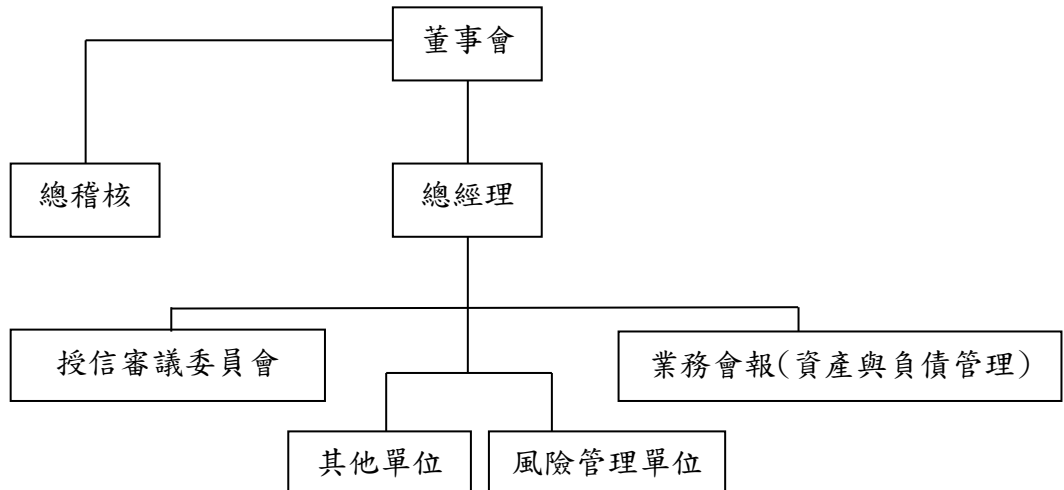 董事會
總稽核
總經理
授信審議委員會
業務會報(資產與負債管理)
其他單位
風險管理單位